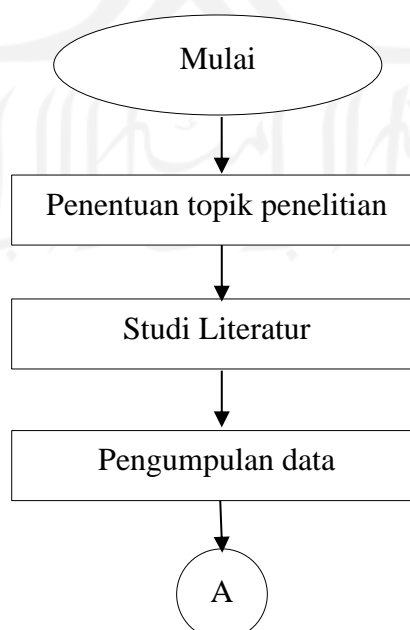 Mulai
Penentuan topik penelitian
Studi Literatur
Pengumpulan data
A